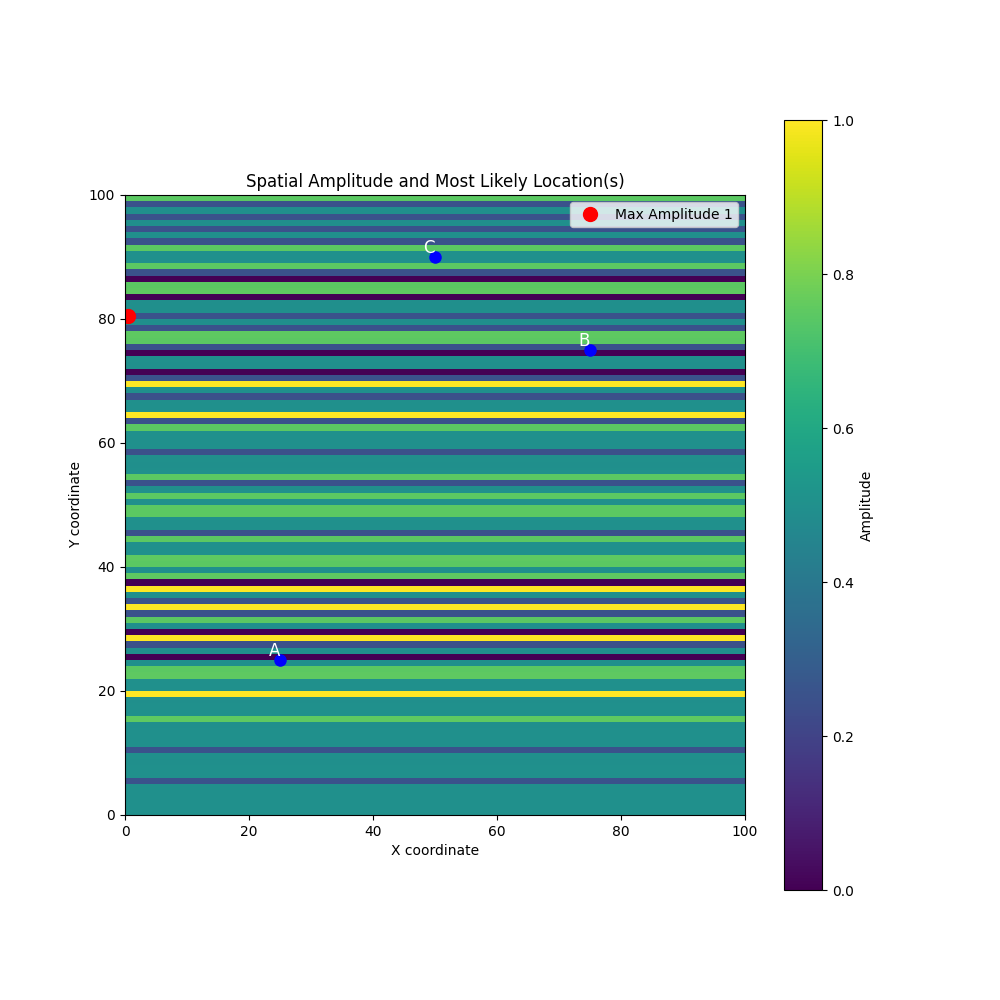 Spatial Amplitude and Most Likely Location(s)
Max Amplitude 1
C
B
A
Y coordinate
100
80
60
40
20
0
0 20 40 60 80 100
X coordinate
1.0
0.8
0.6
0.4
0.2
0.0
Amplitude